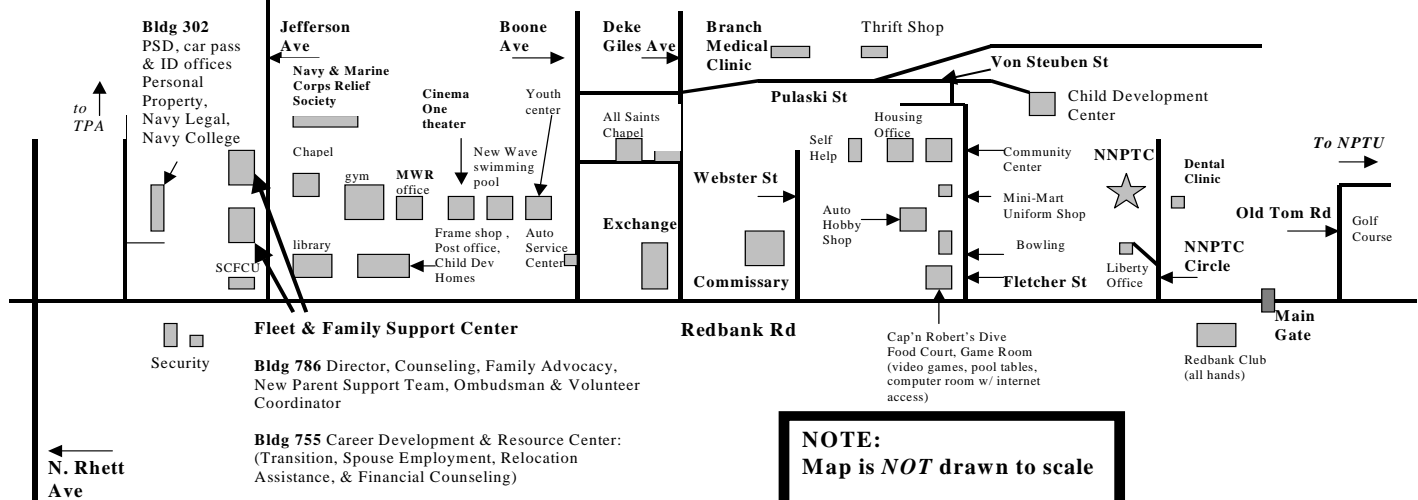 Bldg 302
PSD, car pass
& ID offices
Personal
Property,
Navy Legal,
Navy College
to
TPA
Jefferson
Ave
Navy & Marine
Corps Relief
Society
Boone
Ave
Deke
Giles Ave
Branch
Medical
Clinic
Thrift Shop
Von Steuben St
Pulaski St
Child Development
Center
Cinema
One
theater
Youth
center
All Saints
Chapel
Housing
Office
Self
Help
Community
Center
NNPTC
Dental
Clinic
To NPTU
Chapel
gym
MWR
office
New Wave
swimming
pool
Webster St
Mini-Mart
Uniform Shop
Auto
Hobby
Shop
Old Tom Rd
Golf
Course
Exchange
library
Frame shop ,
Post office,
Child Dev
Homes
Auto
Service
Center
Bowling
Liberty
Office
NNPTC
Circle
SCFCU
Commissary
Fletcher St
Security
Fleet & Family Support Center
Redbank Rd
Main
Gate
Redbank Club
(all hands)
Cap'n Robert's Dive
Food Court, Game Room
(video games, pool tables,
computer room w/ internet
access)
Bldg 786 Director, Counseling, Family Advocacy,
New Parent Support Team, Ombudsman & Volunteer
Coordinator
Bldg 755 Career Development & Resource Center:
(Transition, Spouse Employment, Relocation
Assistance, & Financial Counseling)
N. Rhett
Ave
NOTE:
Map is NOT drawn to scale